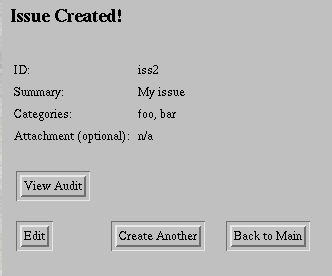 Issue Created!
ID: iss2
Summary: My issue
Categories: foo, bar
Attachment (optional): n/a
View Audit
Edit Create Another Back to Main